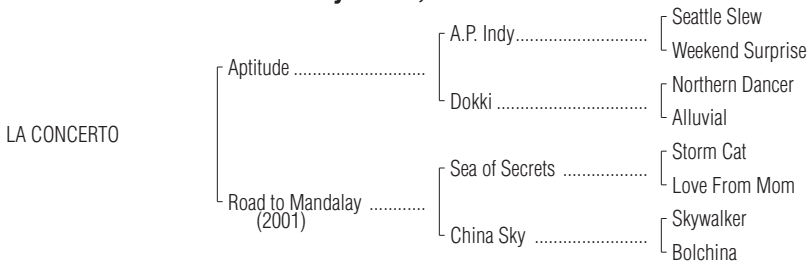 Seattle Slew
A.P. Indy............................
Weekend Surprise
Aptitude ............................
Northern Dancer
Dokki ................................
Alluvial
LA CONCERTO
Storm Cat
Sea of Secrets ..................
Love From Mom
Road to Mandalay ............
(2001)
Skywalker
China Sky ........................
Bolchina